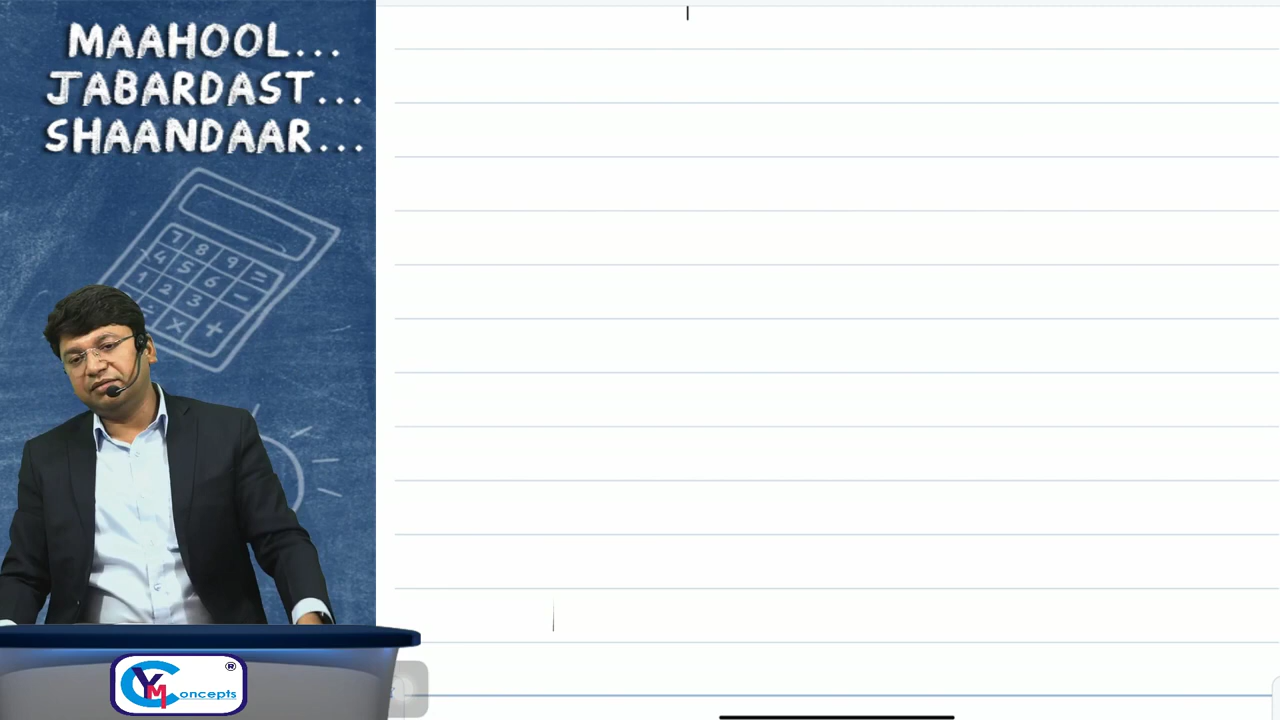 MAAHOOL...
JABARDAST...
SHAANDAAR...
7 8 9 =
4 5 6 -
1 2 3
x +
YM Concepts ®